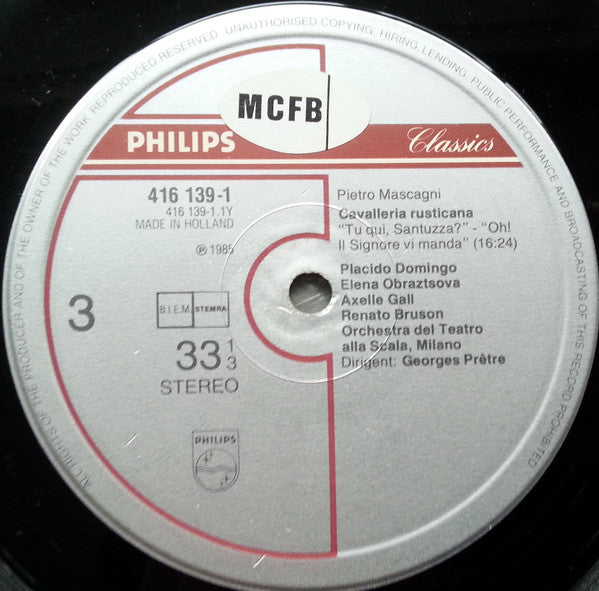 ALL RIGHTS OF THE PRODUCER AND OF THE OWNER OF THE WORK REPRODUCED RESERVED. UNAUTHORISED COPYING, HIRING, LENDING, PUBLIC PERFORMANCE AND BROADCASTING OF THIS RECORD PROHIBITED
MCFB
PHILIPS Classics
416 139-1
416 139-1.1Y
MADE IN HOLLAND
℗ 1985
3
B.I.E.M. STEMRA
33 1/3
STEREO
PHILIPS
Pietro Mascagni
Cavalleria rusticana
"Tu qui, Santuzza?" - "Oh!
Il Signore vi manda" (16:24)
Placido Domingo
Elena Obraztsova
Axelle Gall
Renato Bruson
Orchestra del Teatro
alla Scala, Milano
Dirigent: Georges Prêtre